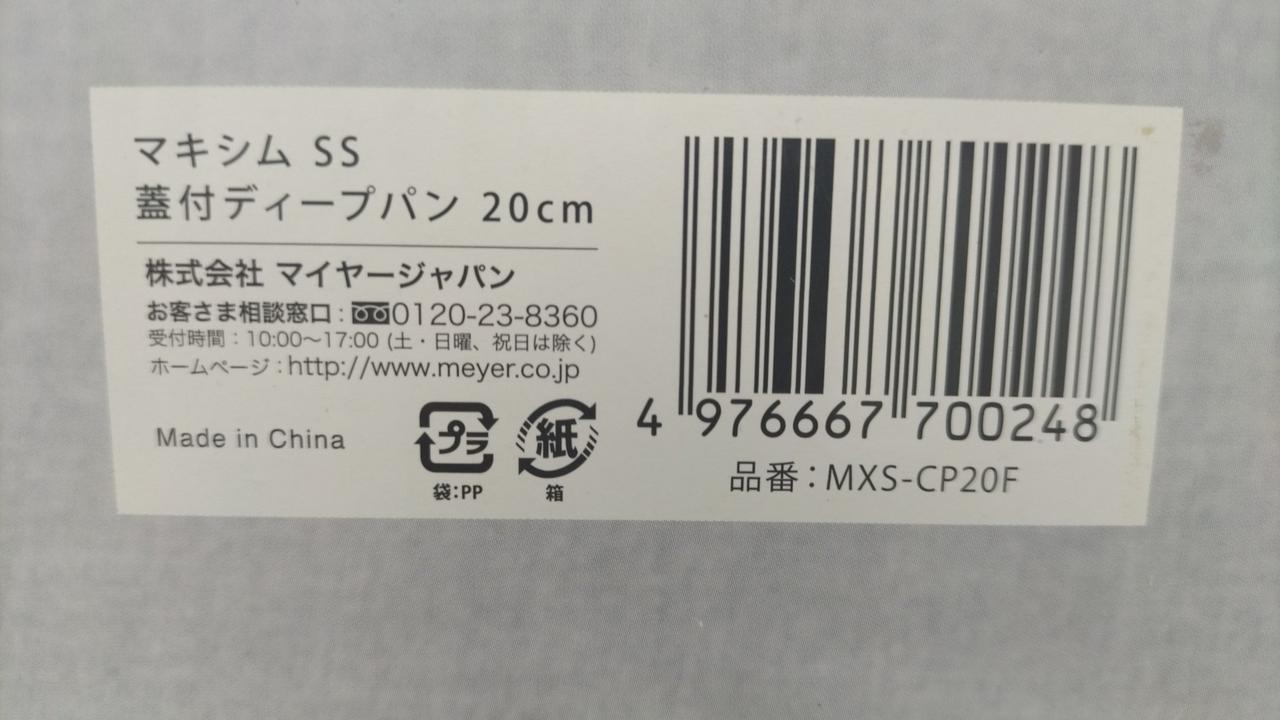 マキシム SS
蓋付ディープパン 20cm
株式会社 マイヤージャパン
お客さま相談窓口:0120-23-8360
受付時間:10:00〜17:00 (土・日曜、祝日は除く)
ホームページ:http://www.meyer.co.jp
Made in China
プラ
袋:PP
紙
箱
4 976667 700248
品番:MXS-CP20F